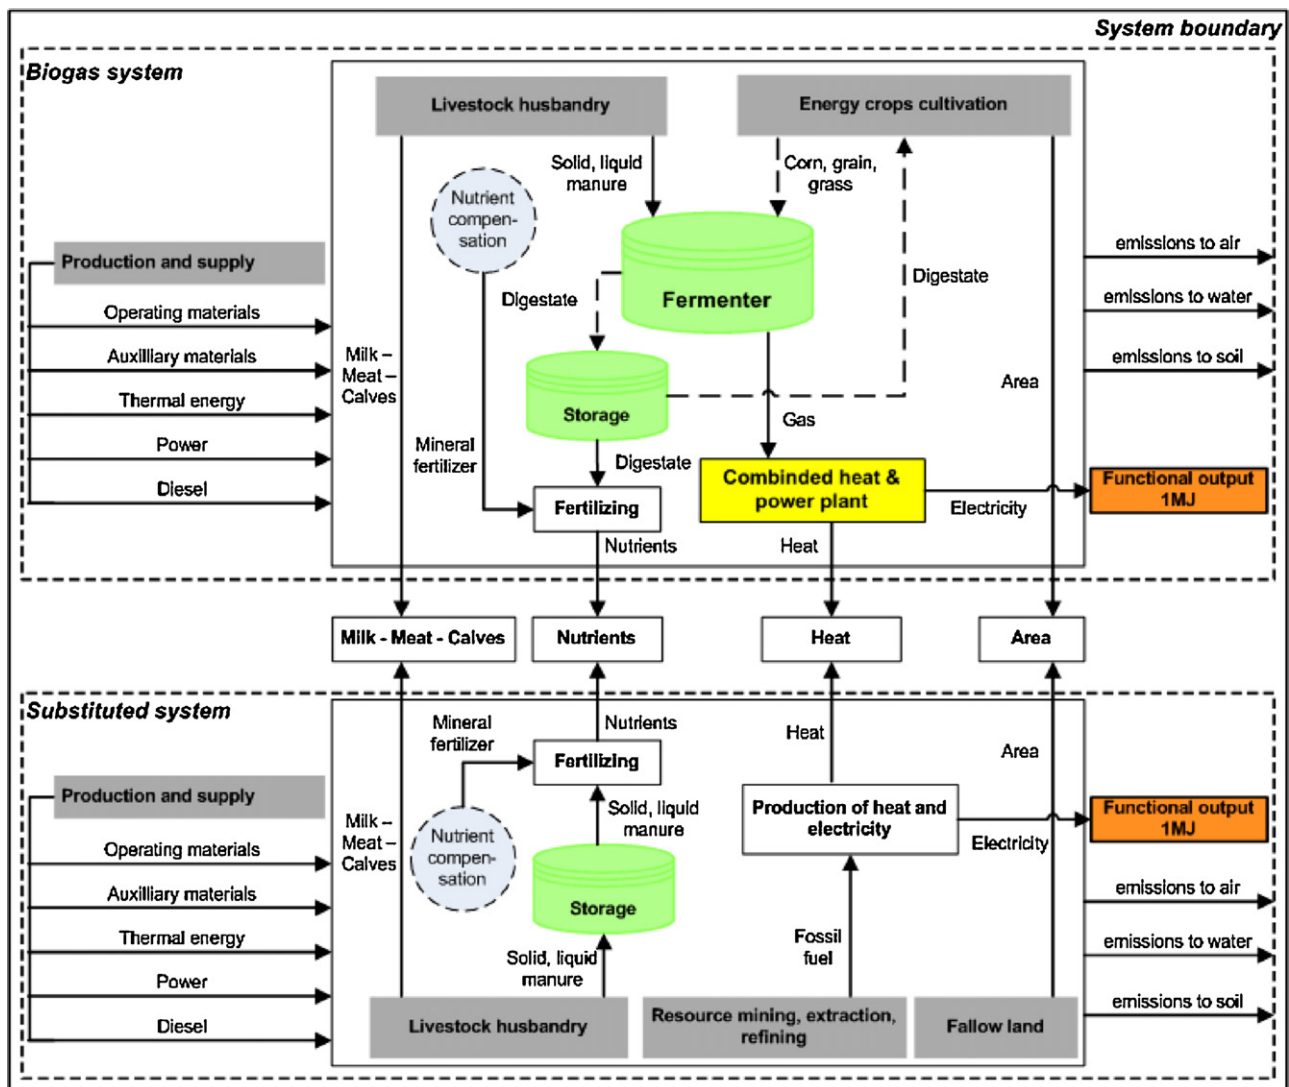 System boundary
Biogas system
Livestock husbandry
Energy crops cultivation
Solid, liquid
manure
Corn, grain,
grass
Nutrient
compen-
sation
Production and supply
emissions to air
Digestate
Fermenter
Digestate
Operating materials
emissions to water
Auxilliary materials
Milk –
Meat –
Calves
emissions to soil
Area
Thermal energy
Storage
Gas
Power
Mineral
fertilizer
Digestate
Combinded heat &
power plant
Functional output
1MJ
Diesel
Fertilizing
Electricity
Nutrients
Heat
Milk - Meat - Calves
Nutrients
Heat
Area
Substituted system
Mineral
fertilizer
Nutrients
Heat
Area
Fertilizing
Production and supply
Solid, liquid
manure
Production of heat and
electricity
Functional output
1MJ
Milk –
Meat –
Calves
Nutrient
compen-
sation
Electricity
Operating materials
Auxilliary materials
emissions to air
Storage
Thermal energy
Fossil
fuel
emissions to water
Solid, liquid
manure
Power
emissions to soil
Diesel
Livestock husbandry
Resource mining, extraction,
refining
Fallow land